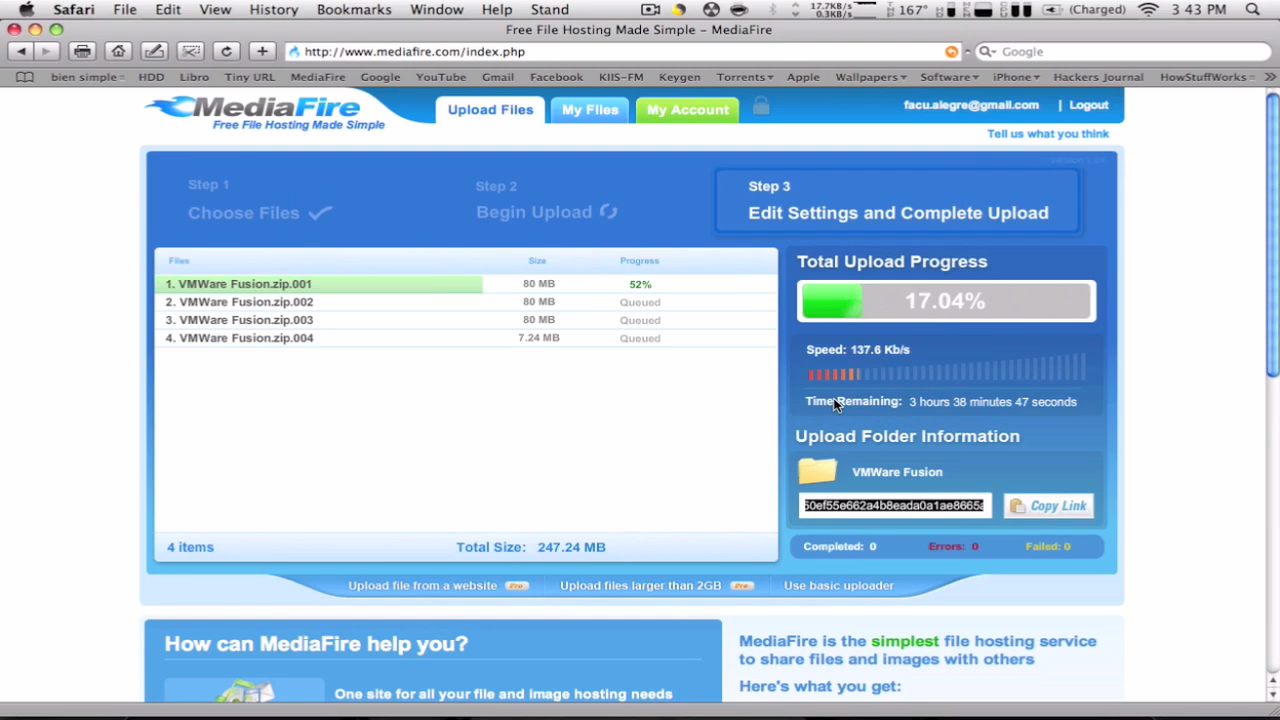 Safari File Edit View History Bookmarks Window Help Stand 17.7KB/s 0.3KB/s 167° (Charged) 3:43 PM
Free File Hosting Made Simple – MediaFire
http://www.mediafire.com/index.php Google
bien simple HDD Libro Tiny URL MediaFire Google YouTube Gmail Facebook KIIS-FM Keygen Torrents Apple Wallpapers Software iPhone Hackers Journal HowStuffWorks
MediaFire
Free File Hosting Made Simple
Upload Files My Files My Account
facu.alegre@gmail.com | Logout
Tell us what you think
Step 1
Choose Files
Step 2
Begin Upload
Step 3
Edit Settings and Complete Upload
Files Size Progress
1. VMWare Fusion.zip.001 80 MB 52%
2. VMWare Fusion.zip.002 80 MB Queued
3. VMWare Fusion.zip.003 80 MB Queued
4. VMWare Fusion.zip.004 7.24 MB Queued
4 items Total Size: 247.24 MB
Total Upload Progress
17.04%
Speed: 137.6 Kb/s
Time Remaining: 3 hours 38 minutes 47 seconds
Upload Folder Information
VMWare Fusion
Copy Link
Completed: 0 Errors: 0 Failed: 0
Upload file from a website Pro Upload files larger than 2GB Pro Use basic uploader
How can MediaFire help you?
One site for all your file and image hosting needs
MediaFire is the simplest file hosting service
to share files and images with others
Here's what you get: